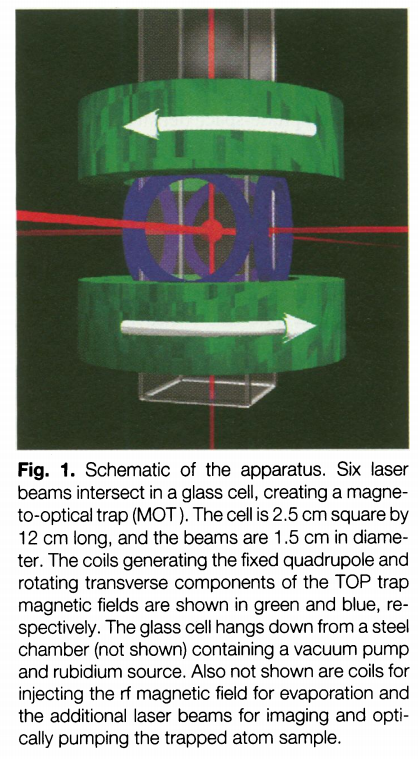 Fig. 1. Schematic of the apparatus. Six laser
beams intersect in a glass cell, creating a magne-
to-optical trap (MOT). The cell is 2.5 cm square by
12 cm long, and the beams are 1.5 cm in diame-
ter. The coils generating the fixed quadrupole and
rotating transverse components of the TOP trap
magnetic fields are shown in green and blue, re-
spectively. The glass cell hangs down from a steel
chamber (not shown) containing a vacuum pump
and rubidium source. Also not shown are coils for
injecting the rf magnetic field for evaporation and
the additional laser beams for imaging and opti-
cally pumping the trapped atom sample.